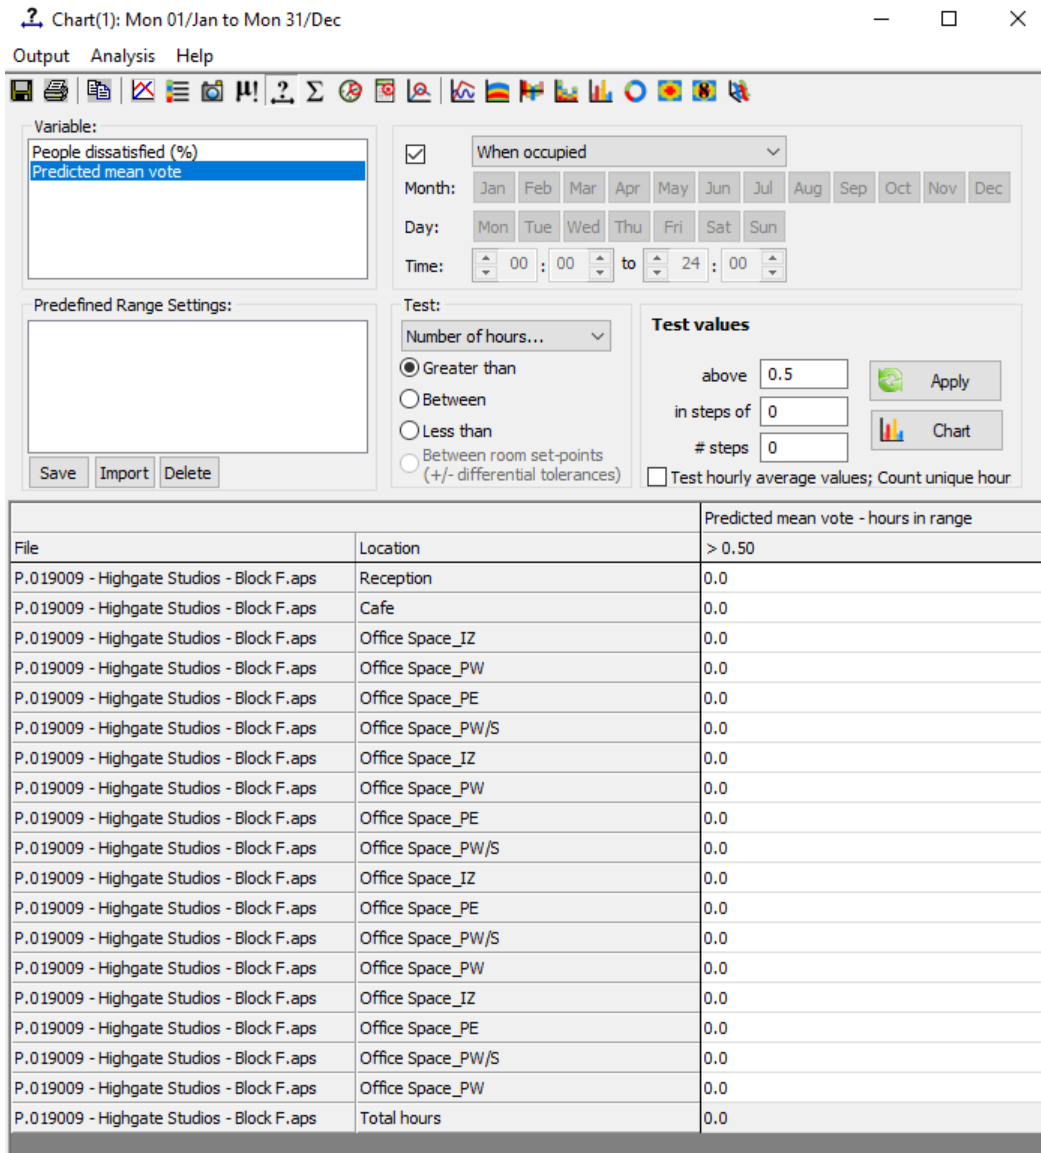 Chart(1): Mon 01/Jan to Mon 31/Dec
Output Analysis Help
Variable:
People dissatisfied (%)
Predicted mean vote
When occupied
Month: Jan Feb Mar Apr May Jun Jul Aug Sep Oct Nov Dec
Day: Mon Tue Wed Thu Fri Sat Sun
Time: 00 : 00 to 24 : 00
Predefined Range Settings:
Save Import Delete
Test:
Number of hours...
Greater than
Between
Less than
Between room set-points
(+/- differential tolerances)
Test values
above 0.5 Apply
in steps of 0
Chart
# steps 0
Test hourly average values; Count unique hour
Predicted mean vote - hours in range
File Location > 0.50
P.019009 - Highgate Studios - Block F.aps Reception 0.0
P.019009 - Highgate Studios - Block F.aps Cafe 0.0
P.019009 - Highgate Studios - Block F.aps Office Space_IZ 0.0
P.019009 - Highgate Studios - Block F.aps Office Space_PW 0.0
P.019009 - Highgate Studios - Block F.aps Office Space_PE 0.0
P.019009 - Highgate Studios - Block F.aps Office Space_PW/S 0.0
P.019009 - Highgate Studios - Block F.aps Office Space_IZ 0.0
P.019009 - Highgate Studios - Block F.aps Office Space_PW 0.0
P.019009 - Highgate Studios - Block F.aps Office Space_PE 0.0
P.019009 - Highgate Studios - Block F.aps Office Space_PW/S 0.0
P.019009 - Highgate Studios - Block F.aps Office Space_IZ 0.0
P.019009 - Highgate Studios - Block F.aps Office Space_PE 0.0
P.019009 - Highgate Studios - Block F.aps Office Space_PW/S 0.0
P.019009 - Highgate Studios - Block F.aps Office Space_PW 0.0
P.019009 - Highgate Studios - Block F.aps Office Space_IZ 0.0
P.019009 - Highgate Studios - Block F.aps Office Space_PE 0.0
P.019009 - Highgate Studios - Block F.aps Office Space_PW/S 0.0
P.019009 - Highgate Studios - Block F.aps Office Space_PW 0.0
P.019009 - Highgate Studios - Block F.aps Total hours 0.0